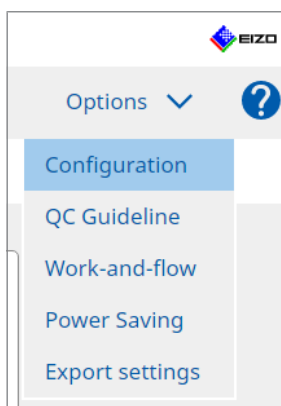 EIZO
Options
?
Configuration
QC Guideline
Work-and-flow
Power Saving
Export settings